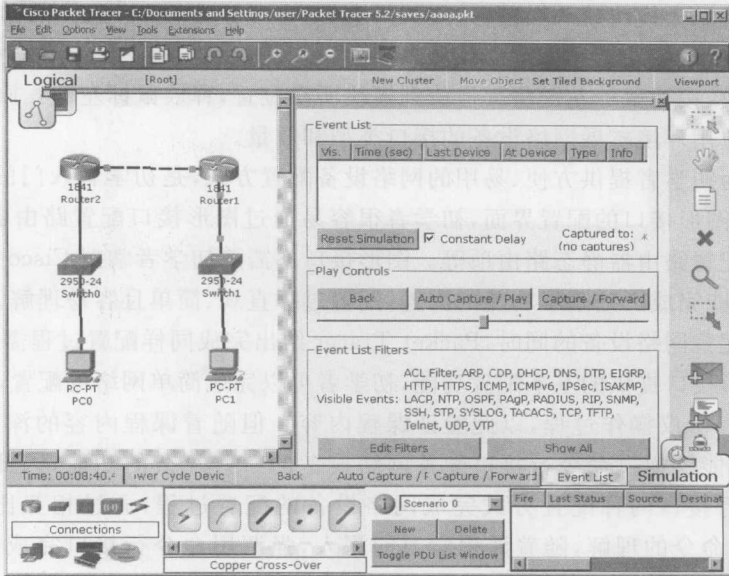 Cisco Packet Tracer - C:/Documents and Settings/user/Packet Tracer 5.2/saves/aaaa.pkt
File Edit Options View Tools Extensions Help
Logical [Root] New Cluster Move Object Set Tiled Background Viewport
1841
Router2
1841
Router1
2950-24
Switch0
2950-24
Switch1
PC-PT
PC0
PC-PT
PC1
Event List
Vis. Time (sec) Last Device At Device Type Info
Reset Simulation Constant Delay Captured to: *
(no captures)
Play Controls
Back Auto Capture / Play Capture / Forward
Event List Filters
Visible Events: ACL Filter, ARP, CDP, DHCP, DNS, DTP, EIGRP,
HTTP, HTTPS, ICMP, ICMPv6, IPSec, ISAKMP,
LACP, NTP, OSPF, PAgP, RADIUS, RIP, SNMP,
SSH, STP, SYSLOG, TACACS, TCP, TFTP,
Telnet, UDP, VTP
Edit Filters Show All
Time: 00:08:40. wer Cycle Devic Back Auto Capture / F Capture / Forward Event List Simulation
Connections
Copper Cross-Over
Scenario 0
New Delete
Toggle PDU List Window
Fire Last Status Source Destinat